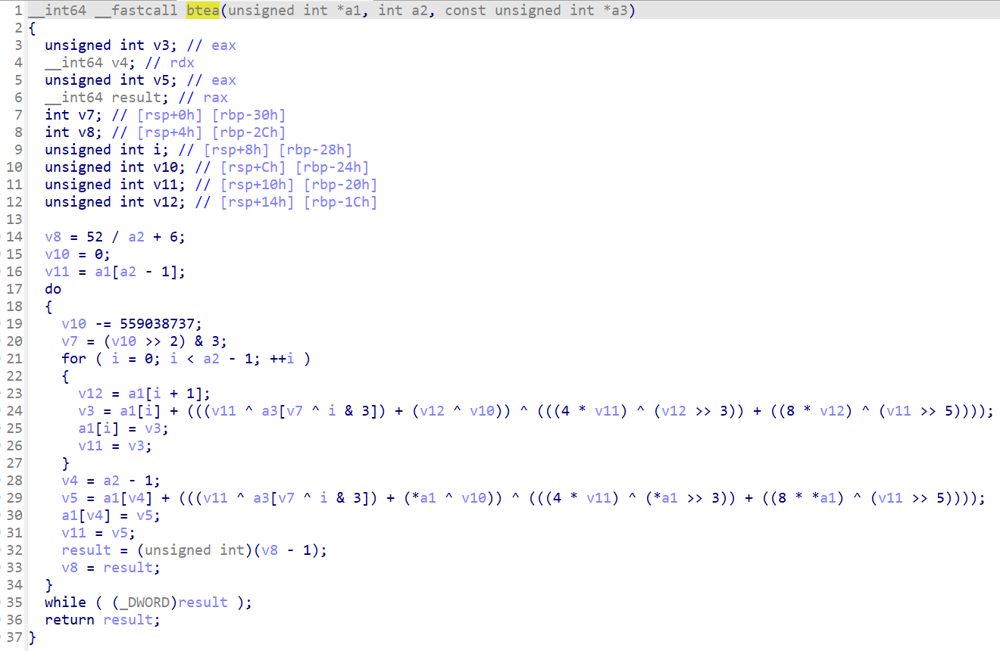 1 __int64 __fastcall btea(unsigned int *a1, int a2, const unsigned int *a3)
2 {
3 unsigned int v3; // eax
4 __int64 v4; // rdx
5 unsigned int v5; // eax
6 __int64 result; // rax
7 int v7; // [rsp+0h] [rbp-30h]
8 int v8; // [rsp+4h] [rbp-2Ch]
9 unsigned int i; // [rsp+8h] [rbp-28h]
10 unsigned int v10; // [rsp+Ch] [rbp-24h]
11 unsigned int v11; // [rsp+10h] [rbp-20h]
12 unsigned int v12; // [rsp+14h] [rbp-1Ch]
13
14 v8 = 52 / a2 + 6;
15 v10 = 0;
16 v11 = a1[a2 - 1];
17 do
18 {
19 v10 -= 559038737;
20 v7 = (v10 >> 2) & 3;
21 for ( i = 0; i < a2 - 1; ++i )
22 {
23 v12 = a1[i + 1];
24 v3 = a1[i] + (((v11 ^ a3[v7 ^ i & 3]) + (v12 ^ v10)) ^ (((4 * v11) ^ (v12 >> 3)) + ((8 * v12) ^ (v11 >> 5))));
25 a1[i] = v3;
26 v11 = v3;
27 }
28 v4 = a2 - 1;
29 v5 = a1[v4] + (((v11 ^ a3[v7 ^ i & 3]) + (*a1 ^ v10)) ^ (((4 * v11) ^ (*a1 >> 3)) + ((8 * *a1) ^ (v11 >> 5))));
30 a1[v4] = v5;
31 v11 = v5;
32 result = (unsigned int)(v8 - 1);
33 v8 = result;
34 }
35 while ( (_DWORD)result );
36 return result;
37 }